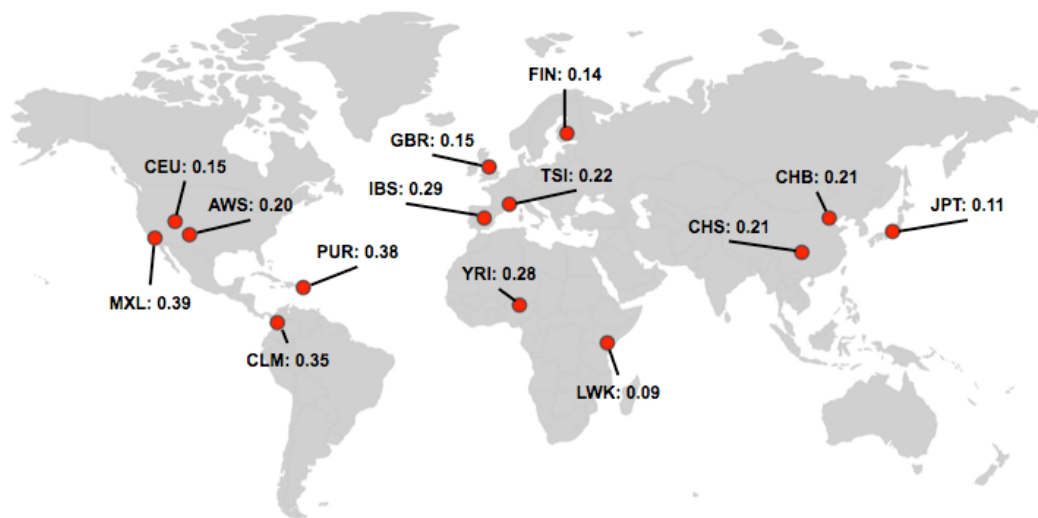 FIN: 0.14
GBR: 0.15
CEU: 0.15
TSI: 0.22
CHB: 0.21
IBS: 0.29
AWS: 0.20
JPT: 0.11
CHS: 0.21
PUR: 0.38
YRI: 0.28
MXL: 0.39
CLM: 0.35
LWK: 0.09